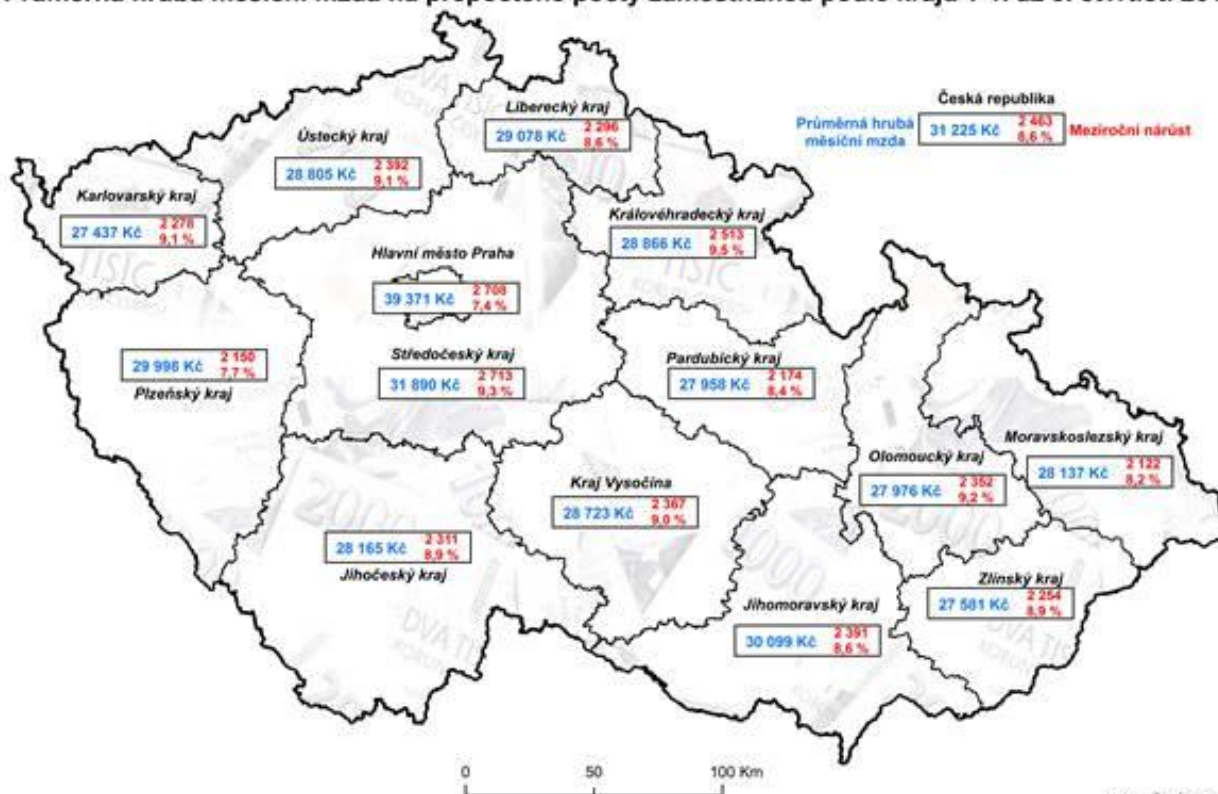 Průměrná hrubá měsíční mzda na přepočtené počty zaměstnanců podle krajů v 1. až 3. čtvrtletí
Česká republika
Průměrná hrubá měsíční mzda
31 225 Kč 2 463 8,6 %
Meziroční nárůst
Liberecký kraj
29 078 Kč 2 296 8,6 %
Ústecký kraj
28 805 Kč 2 392 9,1 %
Karlovarský kraj
27 437 Kč 2 278 9,1 %
Královéhradecký kraj
28 866 Kč 2 513 9,5 %
Hlavní město Praha
39 371 Kč 2 708 7,4 %
Středočeský kraj
31 890 Kč 2 713 9,3 %
29 998 Kč 2 150 7,7 %
Plzeňský kraj
Pardubický kraj
27 958 Kč 2 174 8,4 %
Moravskoslezský kraj
28 137 Kč 2 122 8,2 %
Olomoucký kraj
27 976 Kč 2 352 9,2 %
Kraj Vysočina
28 723 Kč 2 367 9,0 %
28 165 Kč 2 311 8,9 %
Jihočeský kraj
Zlínský kraj
27 581 Kč 2 254 8,9 %
Jihomoravský kraj
30 099 Kč 2 391 8,6 %
0 50 100 Km